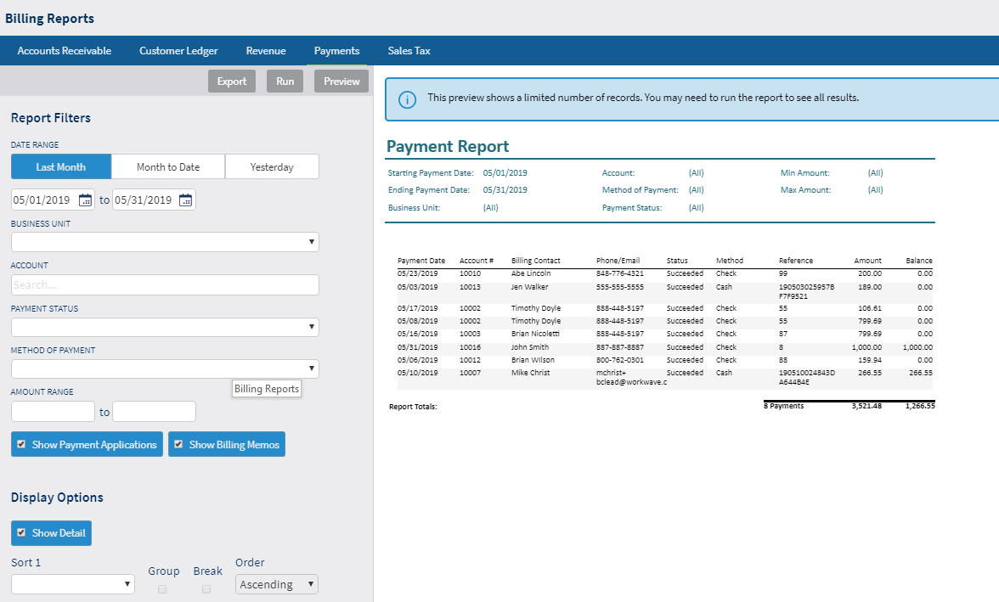 Billing Reports
Accounts Receivable Customer Ledger Revenue Payments Sales Tax
Export Run Preview
Report Filters
DATE RANGE
Last Month Month to Date Yesterday
05/01/2019 to 05/31/2019
BUSINESS UNIT
ACCOUNT
Search...
PAYMENT STATUS
METHOD OF PAYMENT
Billing Reports
AMOUNT RANGE
to
Show Payment Applications Show Billing Memos
Display Options
Show Detail
Sort 1 Group Break Order
Ascending
This preview shows a limited number of records. You may need to run the report to see all results.
Payment Report
Starting Payment Date: 05/01/2019 Account: (All) Min Amount: (All)
Ending Payment Date: 05/31/2019 Method of Payment: (All) Max Amount: (All)
Business Unit: (All) Payment Status: (All)
Payment Date Account # Billing Contact Phone/Email Status Method Reference Amount Balance
05/23/2019 10010 Abe Lincoln 848-776-4321 Succeeded Check 99 200.00 0.00
05/03/2019 10013 Jen Walker 555-555-5555 Succeeded Cash 190503025957B 189.00 0.00
F7F9521
05/17/2019 10002 Timothy Doyle 888-448-5197 Succeeded Check 55 106.61 0.00
05/08/2019 10002 Timothy Doyle 888-448-5197 Succeeded Check 55 799.69 0.00
05/16/2019 10003 Brian Nicoletti 888-448-5197 Succeeded Check 87 799.69 0.00
05/31/2019 10016 John Smith 887-887-8887 Succeeded Check 8 1,000.00 1,000.00
05/06/2019 10012 Brian WIlson 800-762-0301 Succeeded Check 88 159.94 0.00
05/10/2019 10007 Mike Christ mchrist+ Succeeded Cash 190510024843D 266.55 266.55
bclead@workwave.c A644B4E
Report Totals: 8 Payments 3,521.48 1,266.55